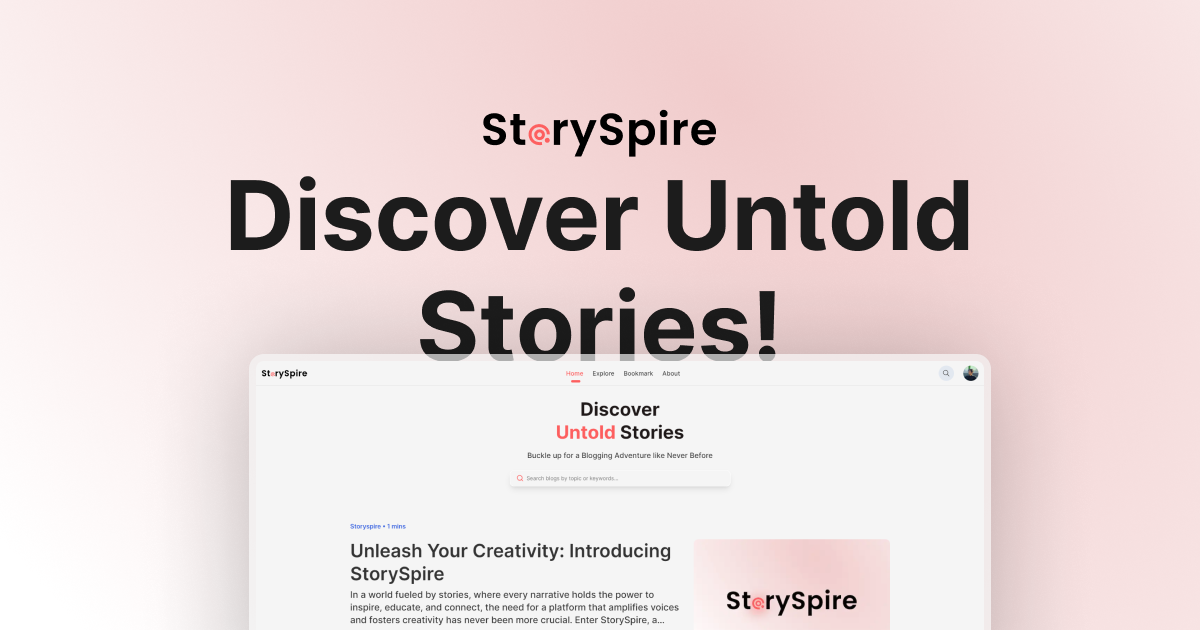 StorySpire
Discover Untold
Stories!
StorySpire
Home Explore Bookmark About
Discover
Untold Stories
Buckle up for a Blogging Adventure like Never Before
Search blogs by topic or keywords...
Storyspire • 1 mins
Unleash Your Creativity: Introducing
StorySpire
In a world fueled by stories, where every narrative holds the power to
inspire, educate, and connect, the need for a platform that amplifies voices
and fosters creativity has never been more crucial. Enter StorySpire, a...
StorySpire